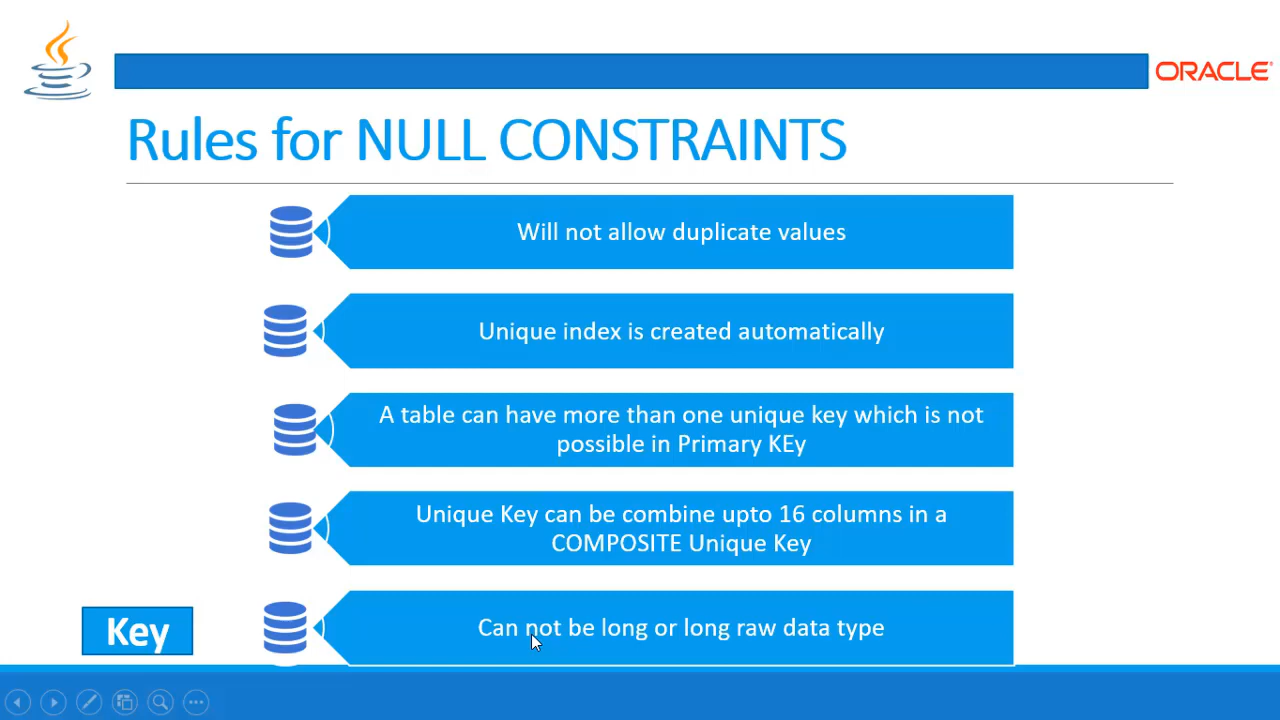 ORACLE
Rules for NULL CONSTRAINTS
Will not allow duplicate values
Unique index is created automatically
A table can have more than one unique key which is not
possible in Primary KEy
Unique Key can be combine upto 16 columns in a
COMPOSITE Unique Key
Can not be long or long raw data type
Key